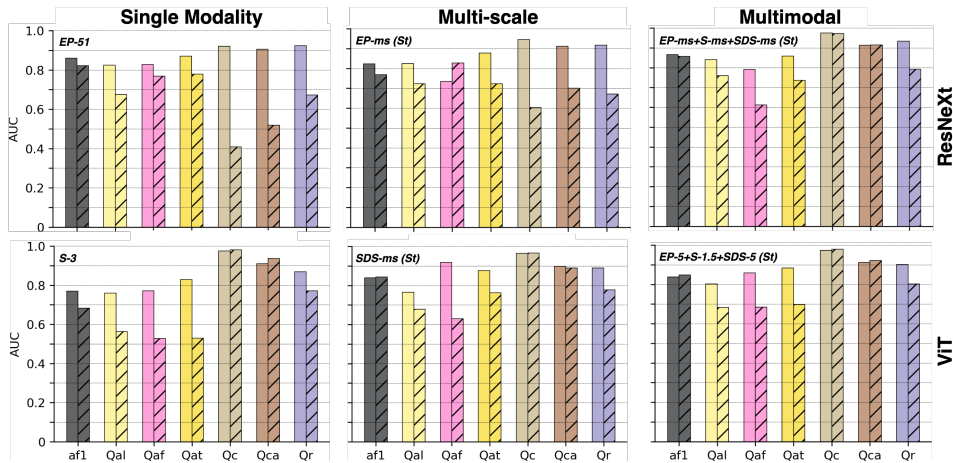 Single Modality
Multi-scale
Multimodal
1.0
0.8
0.6
0.4
0.2
0
AUC
EP-51
EP-ms (St)
EP-ms+S-ms+SDS-ms (St)
ResNeXt
1.0
0.8
0.6
0.4
0.2
0
AUC
S-3
SDS-ms (St)
EP-5+S-1.5+SDS-5 (St)
ViT
af1 Qal Qaf Qat Qc Qca Qr
af1 Qal Qaf Qat Qc Qca Qr
af1 Qal Qaf Qat Qc Qca Qr